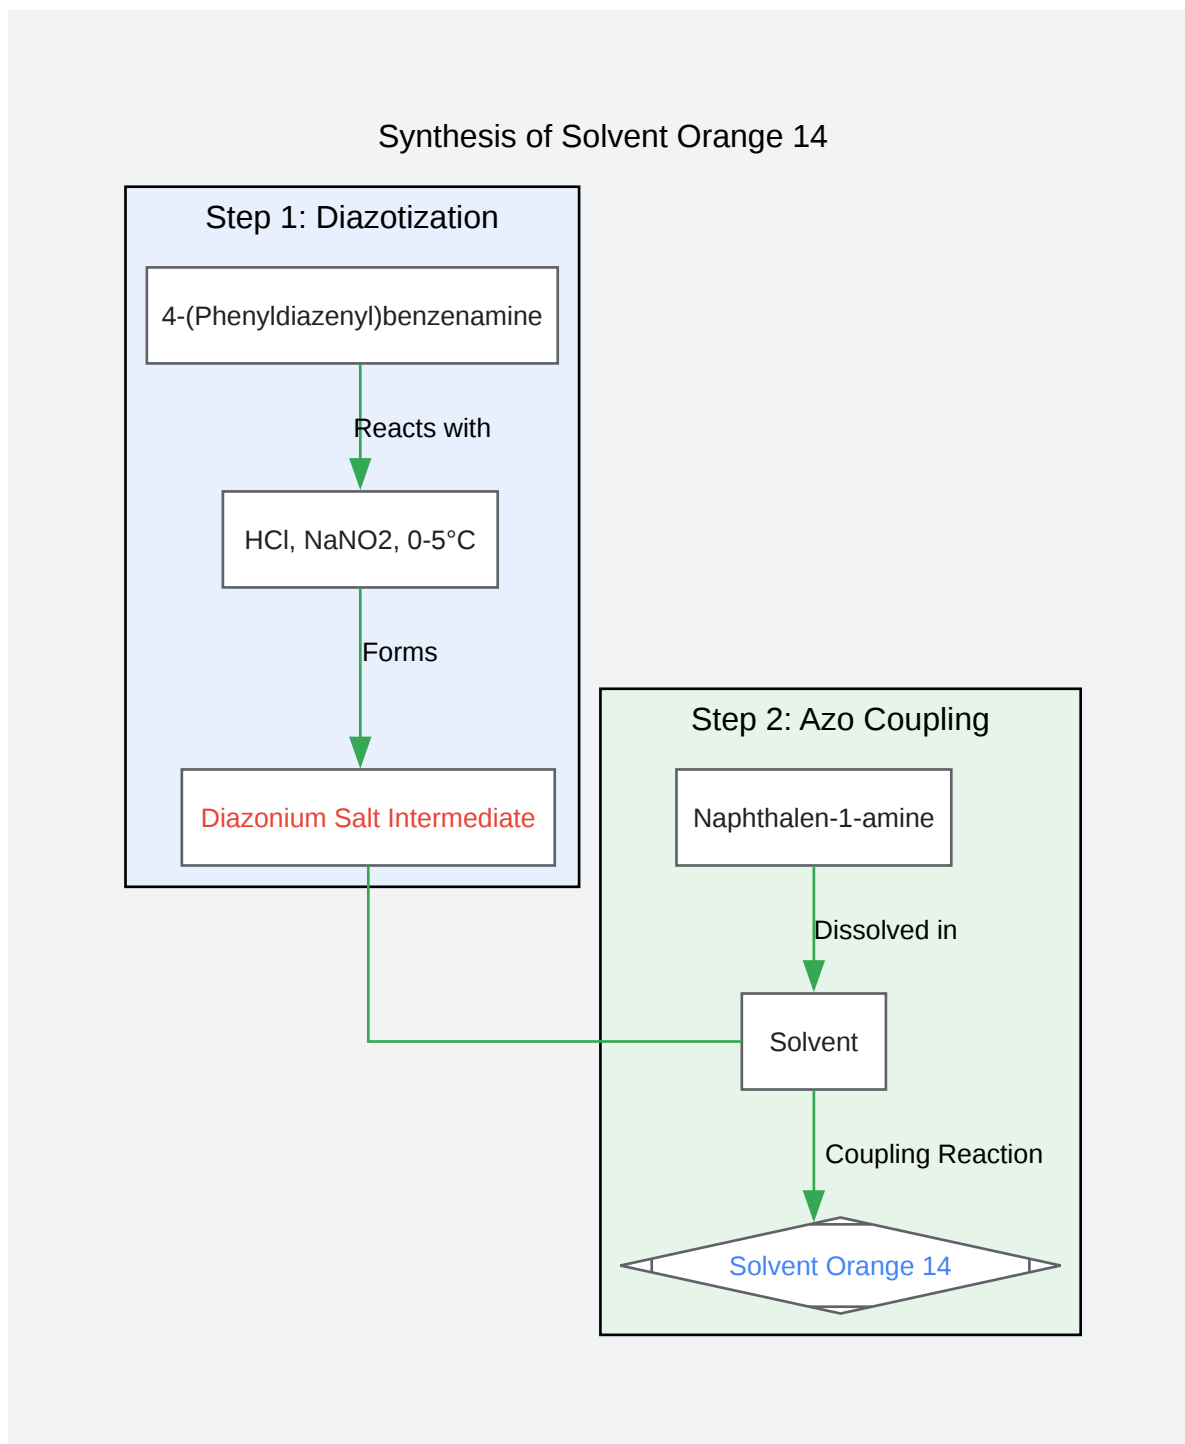 Synthesis of Solvent Orange 14
Step 1: Diazotization
4-(Phenyldiazenyl)benzenamine
Reacts with
HCl, NaNO2, 0-5°C
Forms
Diazonium Salt Intermediate
Step 2: Azo Coupling
Naphthalen-1-amine
Dissolved in
Solvent
Coupling Reaction
Solvent Orange 14